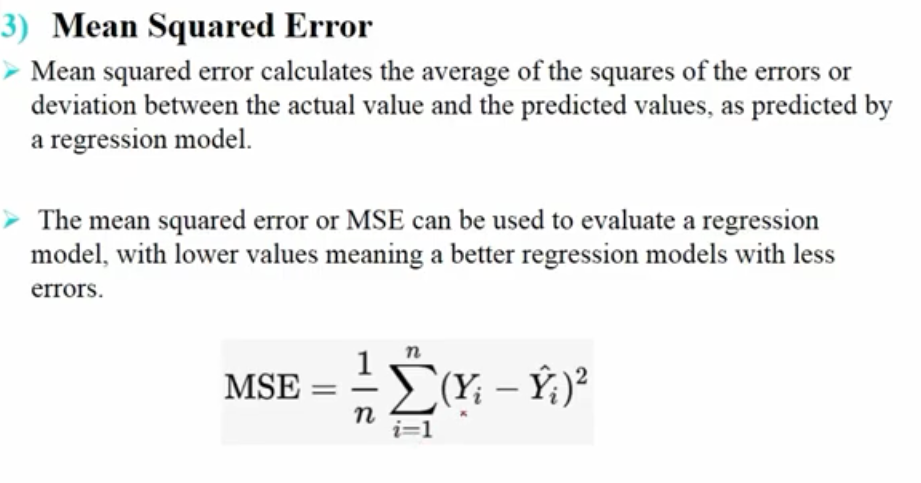 3) Mean Squared Error
➢ Mean squared error calculates the average of the squares of the errors or
deviation between the actual value and the predicted values, as predicted by
a regression model.
➢ The mean squared error or MSE can be used to evaluate a regression
model, with lower values meaning a better regression models with less
errors.
MSE = \frac{1}{n} \sum_{i=1}^{n} (Y_i - \hat{Y}_i)^2